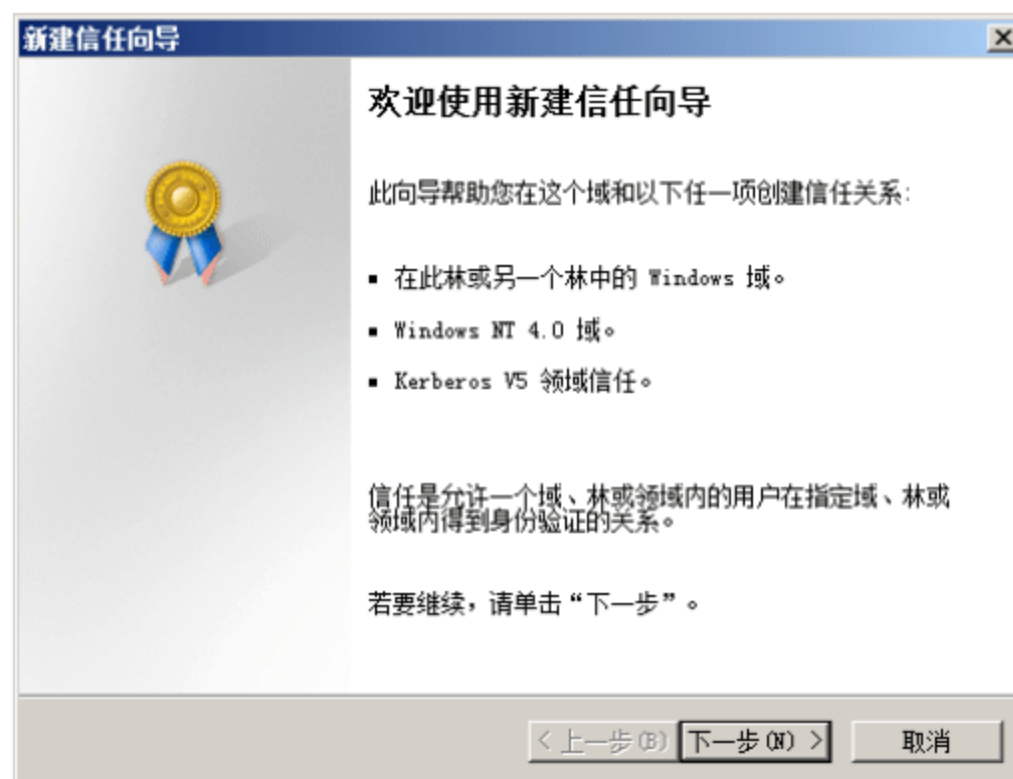 新建信任向导
欢迎使用新建信任向导
此向导帮助您在这个域和以下任一项创建信任关系:
▪ 在此林或另一个林中的 Windows 域。
▪ Windows NT 4.0 域。
▪ Kerberos V5 领域信任。
信任是允许一个域、林或领域内的用户在指定域、林或
领域内得到身份验证的关系。
若要继续,请单击“下一步”。
< 上一步(B)
下一步(N) >
取消